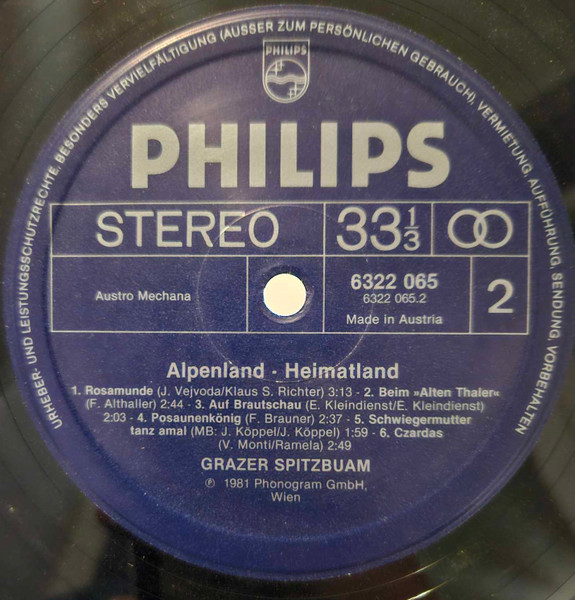 URHEBER- UND LEISTUNGSSCHUTZRECHTE, BESONDERS VERVIELFÄLTIGUNG (AUSSER ZUM PERSÖNLICHEN GEBRAUCH), VERMIETUNG, AUFFÜHRUNG, SENDUNG, VORBEHALTEN
PHILIPS
PHILIPS
STEREO 33 1/3
Austro Mechana
6322 065
6322 065.2
Made in Austria
2
Alpenland · Heimatland
1. Rosamunde (J. Vejvoda/Klaus S. Richter) 3:13 - 2. Beim »Alten Thaler«
(F. Althaller) 2:44 - 3. Auf Brautschau (E. Kleindienst/E. Kleindienst)
2:03 - 4. Posaunenkönig (F. Brauner) 2:37 - 5. Schwiegermutter
tanz amal (MB: J. Köppel/J. Köppel) 1:59 - 6. Czardas
(V. Monti/Ramela) 2:49
GRAZER SPITZBUAM
℗ 1981 Phonogram GmbH,
Wien